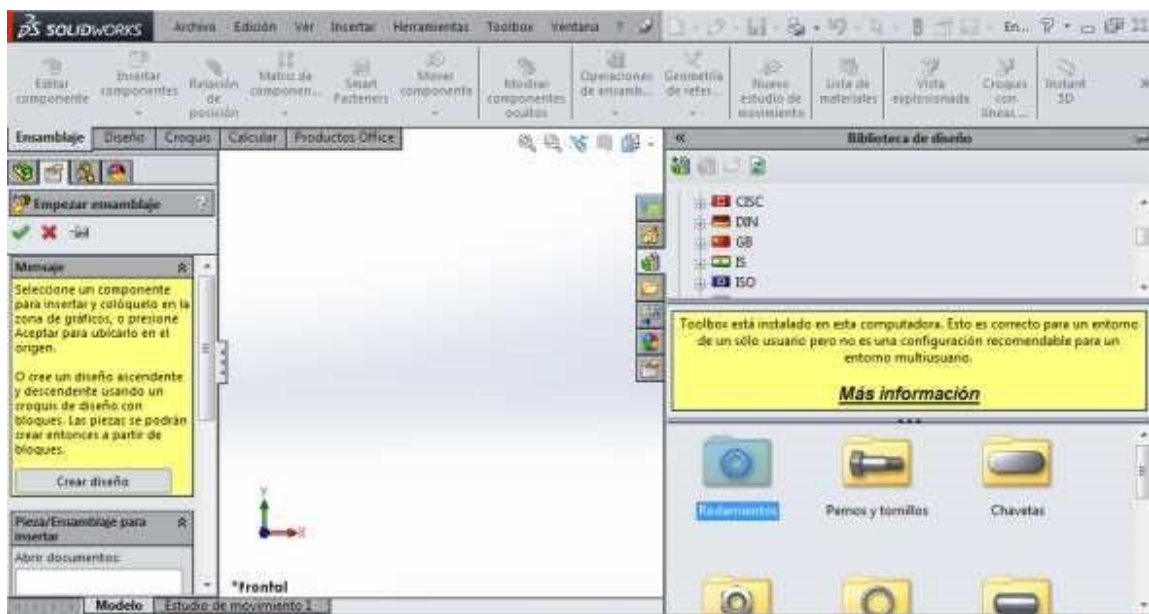 SOLIDWORKS Archivo Edición Ver Insertar Herramientas Toolbox Ventana ? En...
Editar componente
Insertar componentes
Relación de posición
Matriz de componen...
Smart Fasteners
Mover componente
Mostrar componentes ocultos
Operaciones de ensamb...
Geometría de refer...
Nuevo estudio de movimiento
Lista de materiales
Vista explosionada
Croquis con líneas ...
Instant 3D
Ensamblaje Diseño Croquis Calcular Productos Office
Empezar ensamblaje ?
Mensaje
Seleccione un componente
para insertar y colóquelo en la
zona de gráficos, o presione
Aceptar para ubicarlo en el
origen.
O cree un diseño ascendente
y descendente usando un
croquis de diseño con
bloques. Las piezas se podrán
crear entonces a partir de
bloques.
Crear diseño
Pieza/Ensamblaje para
insertar
Abrir documentos:
Y
X
*Frontal
Modelo Estudio de movimiento 1
Biblioteca de diseño
CISC
DIN
GB
IS
ISO
Toolbox está instalado en esta computadora. Esto es correcto para un entorno
de un sólo usuario pero no es una configuración recomendable para un
entorno multiusuario.
Más información
Rodamientos Pernos y tornillos Chavetas